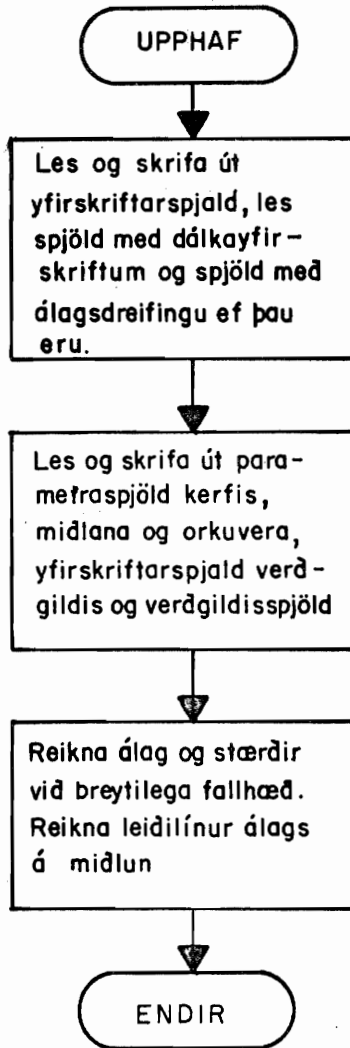 UPPHAF
Les og skrifa út
yfirskriftarspjald, les
spjöld með dálkayfir-
skriftum og spjöld með
álagsdreifingu ef þau
eru.
Les og skrifa út para-
metraspjöld kerfis,
miðlana og orkuvera,
yfirskriftarspjald verð-
gildis og verðgildisspjöld
Reikna álag og stærðir
við breytilega fallhæð.
Reikna leiðilínur álags
á miðlun
ENDIR